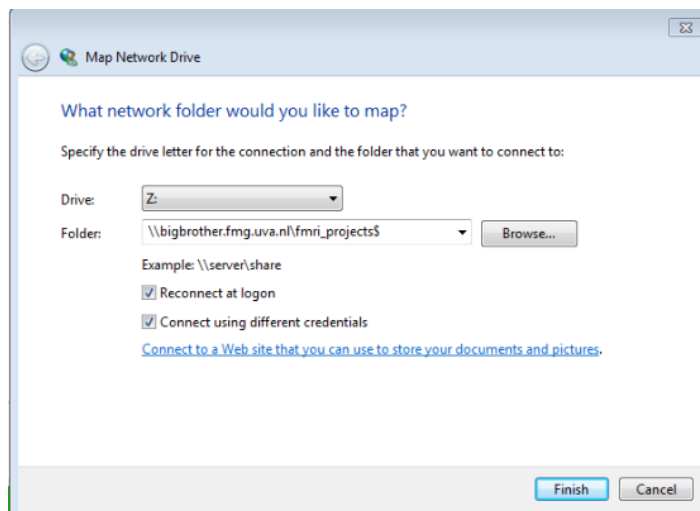 Map Network Drive
What network folder would you like to map?
Specify the drive letter for the connection and the folder that you want to connect to:
Drive: Z:
Folder: \\bigbrother.fmg.uva.nl\fmri_projects$ Browse...
Example: \\server\share
Reconnect at logon
Connect using different credentials
Connect to a Web site that you can use to store your documents and pictures.
Finish Cancel